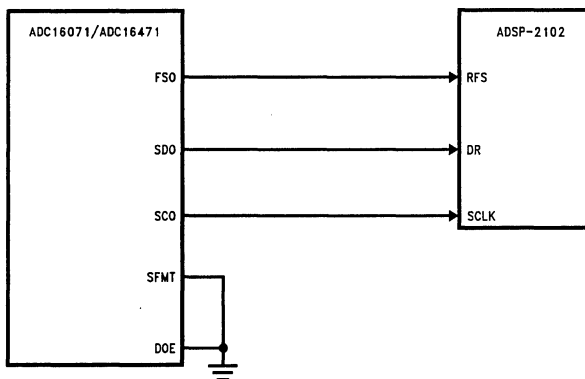 ADC16071/ADC16471
ADSP-2102
FSO
RFS
SDO
DR
SCO
SCLK
SFMT
DOE